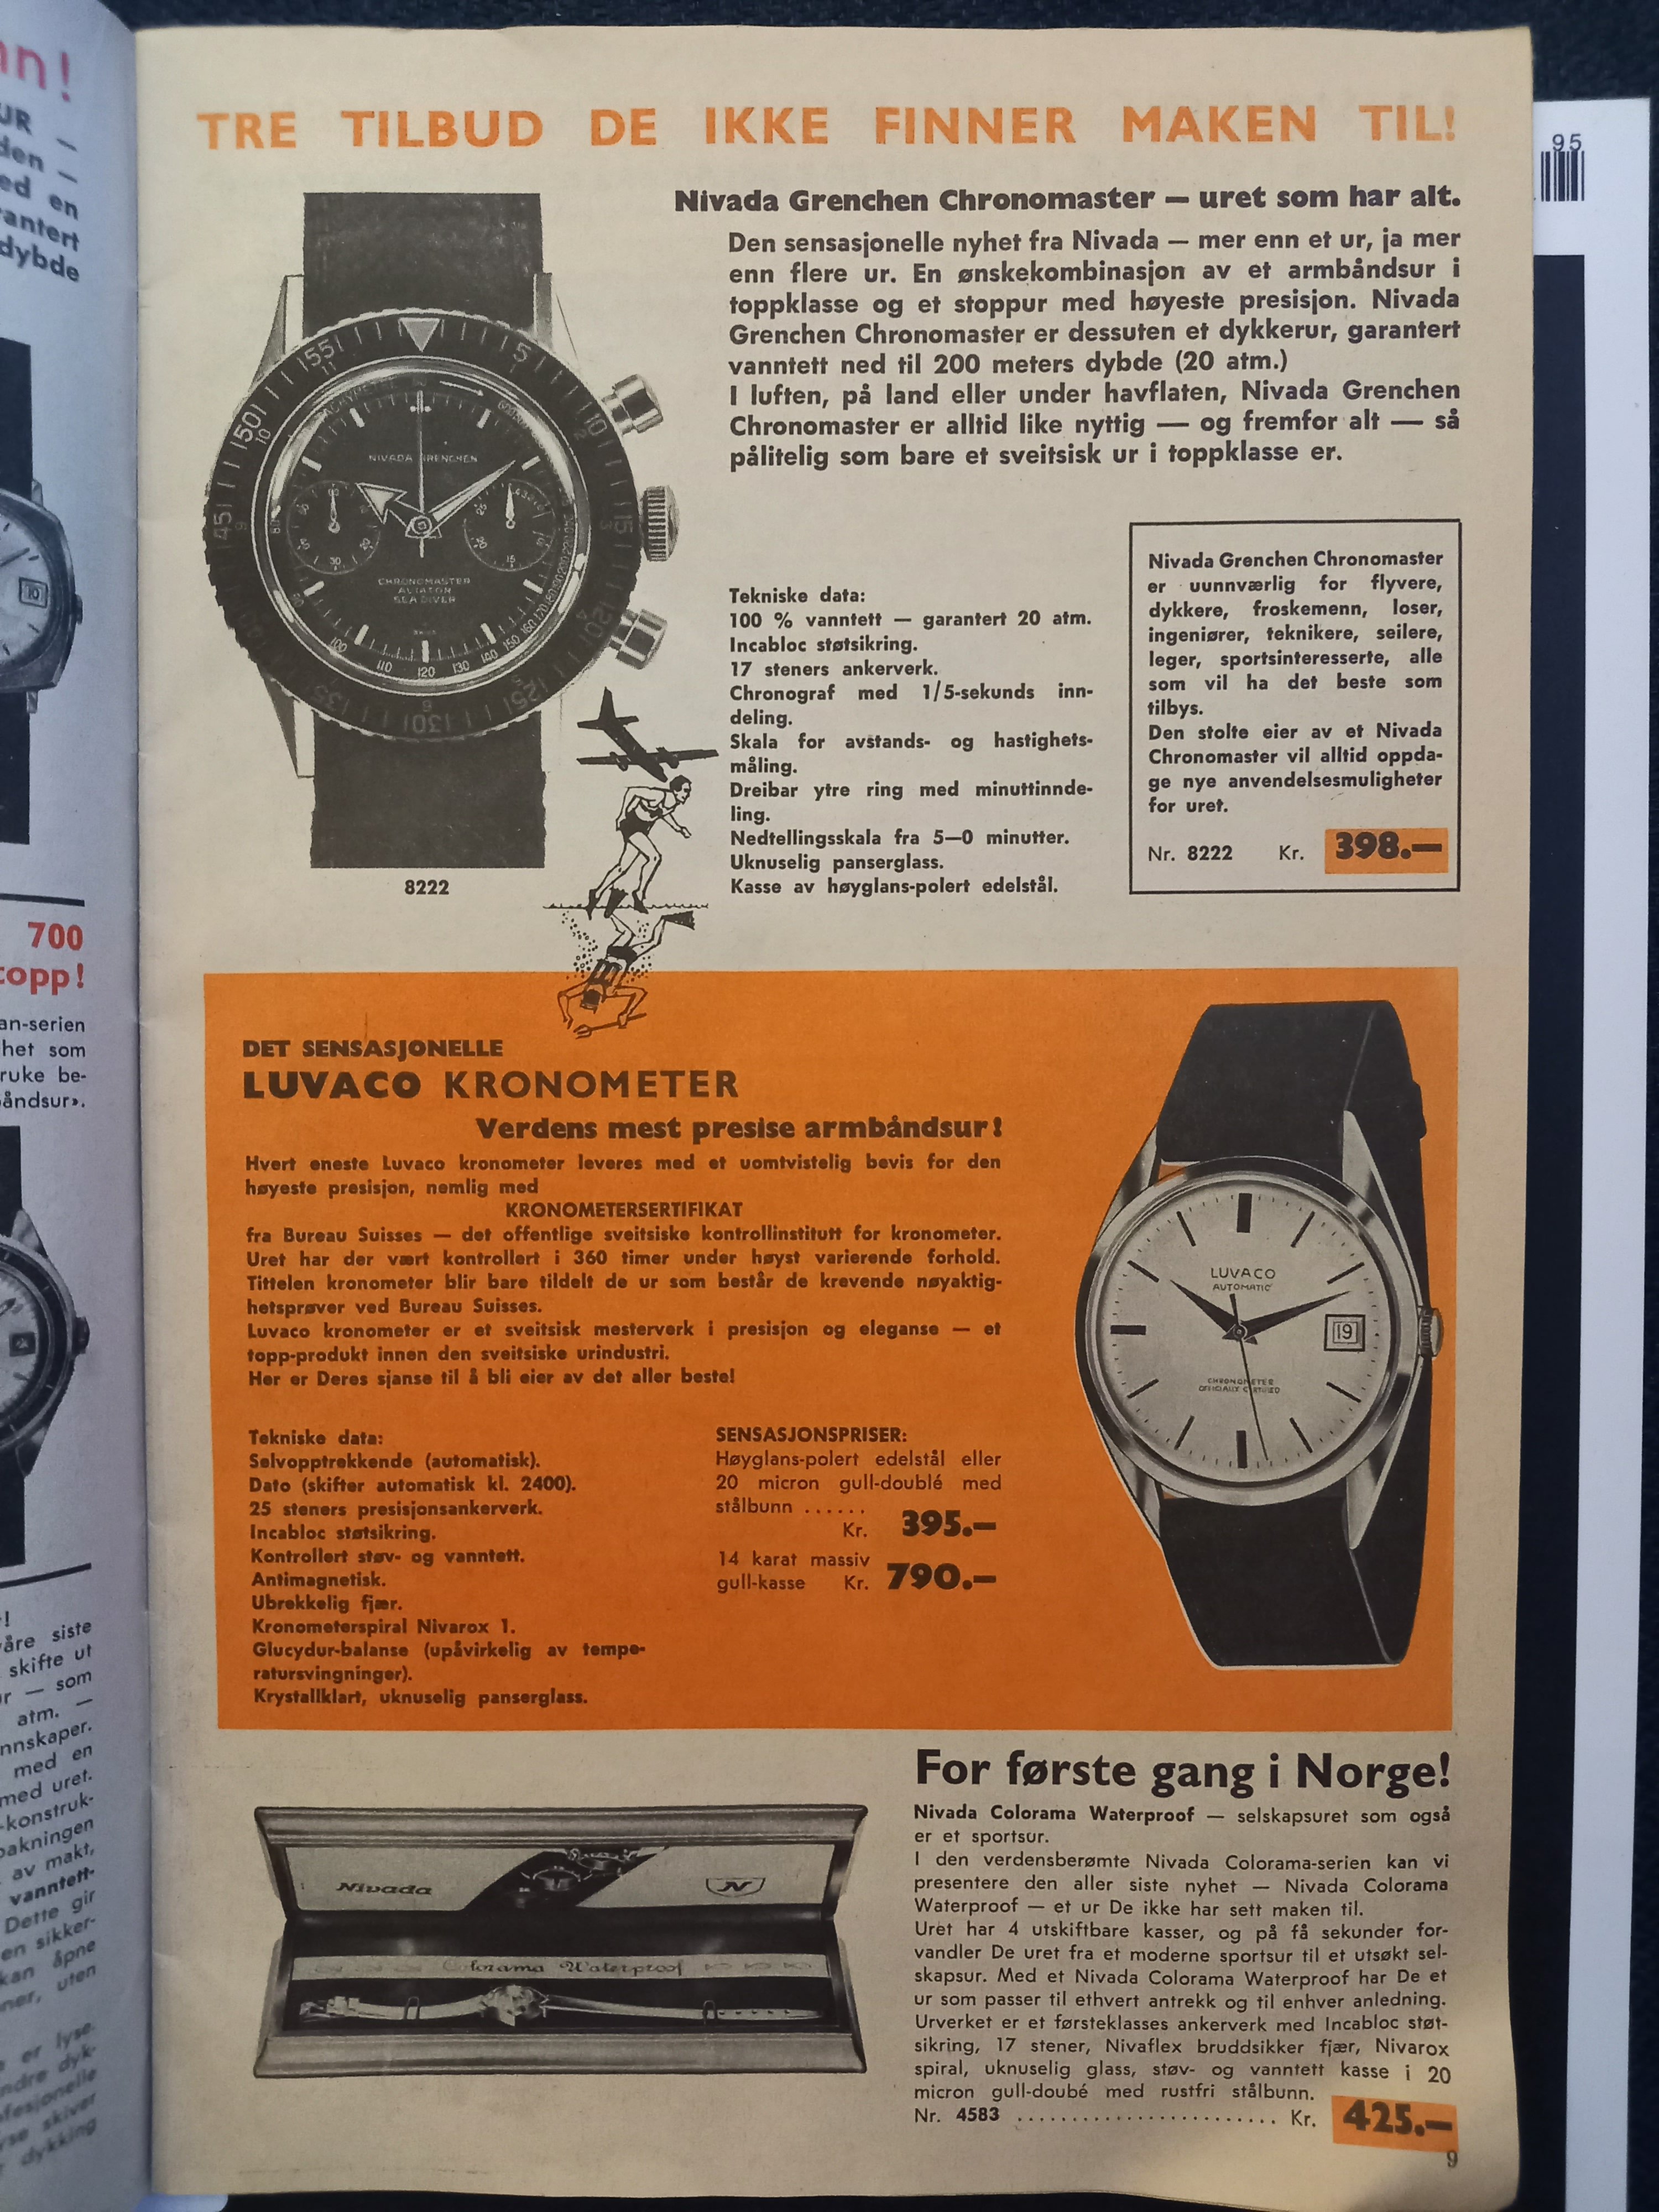 TRE TILBUD DE IKKE FINNER MAKEN TIL!
Nivada Grenchen Chronomaster — uret som har alt.
Den sensasjonelle nyhet fra Nivada — mer enn et ur, ja mer
enn flere ur. En ønskekombinasjon av et armbåndsur i
toppklasse og et stoppur med høyeste presisjon. Nivada
Grenchen Chronomaster er dessuten et dykkerur, garantert
vanntett ned til 200 meters dybde (20 atm.)
I luften, på land eller under havflaten, Nivada Grenchen
Chronomaster er alltid like nyttig — og fremfor alt — så
pålitelig som bare et sveitsisk ur i toppklasse er.
NIVADA GRENCHEN
CHRONOMASTER
AVIATOR
SEA DIVER
8222
Tekniske data:
100 % vanntett — garantert 20 atm.
Incabloc støtsikring.
17 steners ankerverk.
Chronograf med 1/5-sekunds inn-
deling.
Skala for avstands- og hastighets-
måling.
Dreibar ytre ring med minuttinnde-
ling.
Nedtellingsskala fra 5—0 minutter.
Uknuselig panserglass.
Kasse av høyglans-polert edelstål.
Nivada Grenchen Chronomaster
er uunnværlig for flyvere,
dykkere, froskemenn, loser,
ingeniører, teknikere, seilere,
leger, sportsinteresserte, alle
som vil ha det beste som
tilbys.
Den stolte eier av et Nivada
Chronomaster vil alltid oppda-
ge nye anvendelsesmuligheter
for uret.
Nr. 8222 Kr. 398.—
DET SENSASJONELLE
LUVACO KRONOMETER
Verdens mest presise armbåndsur!
Hvert eneste Luvaco kronometer leveres med et uomtvistelig bevis for den
høyeste presisjon, nemlig med
KRONOMETERSERTIFIKAT
fra Bureau Suisses — det offentlige sveitsiske kontrollinstitutt for kronometer.
Uret har der vært kontrollert i 360 timer under høyst varierende forhold.
Tittelen kronometer blir bare tildelt de ur som består de krevende nøyaktig-
hetsprøver ved Bureau Suisses.
Luvaco kronometer er et sveitsisk mesterverk i presisjon og eleganse — et
topp-produkt innen den sveitsiske urindustri.
Her er Deres sjanse til å bli eier av det aller beste!
Tekniske data:
Selvopptrekkende (automatisk).
Dato (skifter automatisk kl. 2400).
25 steners presisjonsankerverk.
Incabloc støtsikring.
Kontrollert støv- og vanntett.
Antimagnetisk.
Ubrekkelig fjær.
Kronometerspiral Nivarox 1.
Glucydur-balanse (upåvirkelig av tempe-
ratursvingninger).
Krystallklart, uknuselig panserglass.
SENSASJONSPRISER:
Høyglans-polert edelstål eller
20 micron gull-doublé med
stålbunn ......
Kr. 395.—
14 karat massiv
gull-kasse Kr. 790.—
LUVACO
AUTOMATIC
19
CHRONOMETER
OFFICIALLY CERTIFIED
For første gang i Norge!
Nivada Colorama Waterproof — selskapsuret som også
er et sportsur.
I den verdensberømte Nivada Colorama-serien kan vi
presentere den aller siste nyhet — Nivada Colorama
Waterproof — et ur De ikke har sett maken til.
Uret har 4 utskiftbare kasser, og på få sekunder for-
vandler De uret fra et moderne sportsur til et utsøkt sel-
skapsur. Med et Nivada Colorama Waterproof har De et
ur som passer til ethvert antrekk og til enhver anledning.
Urverket er et førsteklasses ankerverk med Incabloc støt-
sikring, 17 stener, Nivaflex bruddsikker fjær, Nivarox
spiral, uknuselig glass, støv- og vanntett kasse i 20
micron gull-doubé med rustfri stålbunn.
Nr. 4583 ........................ Kr. 425.—
Nivada N
Colorama Waterproof
9
95
700